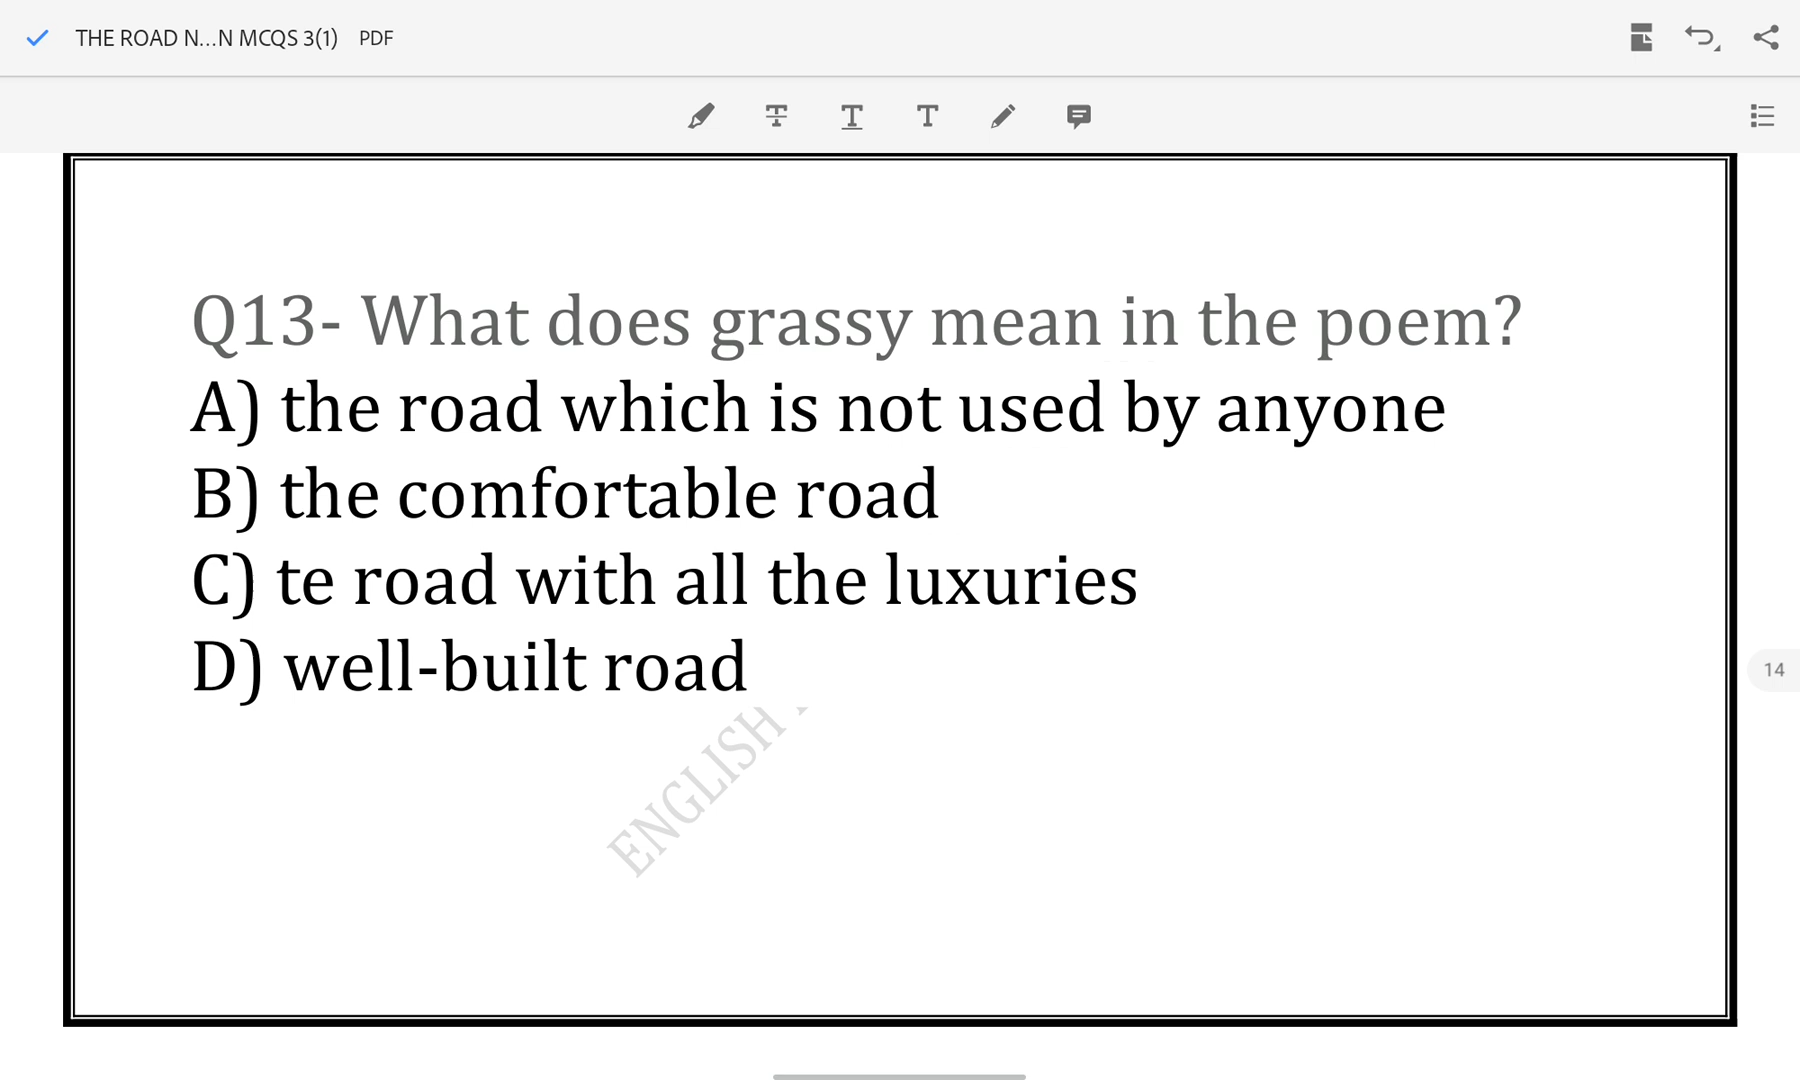 THE ROAD N...N MCQS 3(1) PDF
Q13- What does grassy mean in the poem?
A) the road which is not used by anyone
B) the comfortable road
C) te road with all the luxuries
D) well-built road
14
ENGLISH